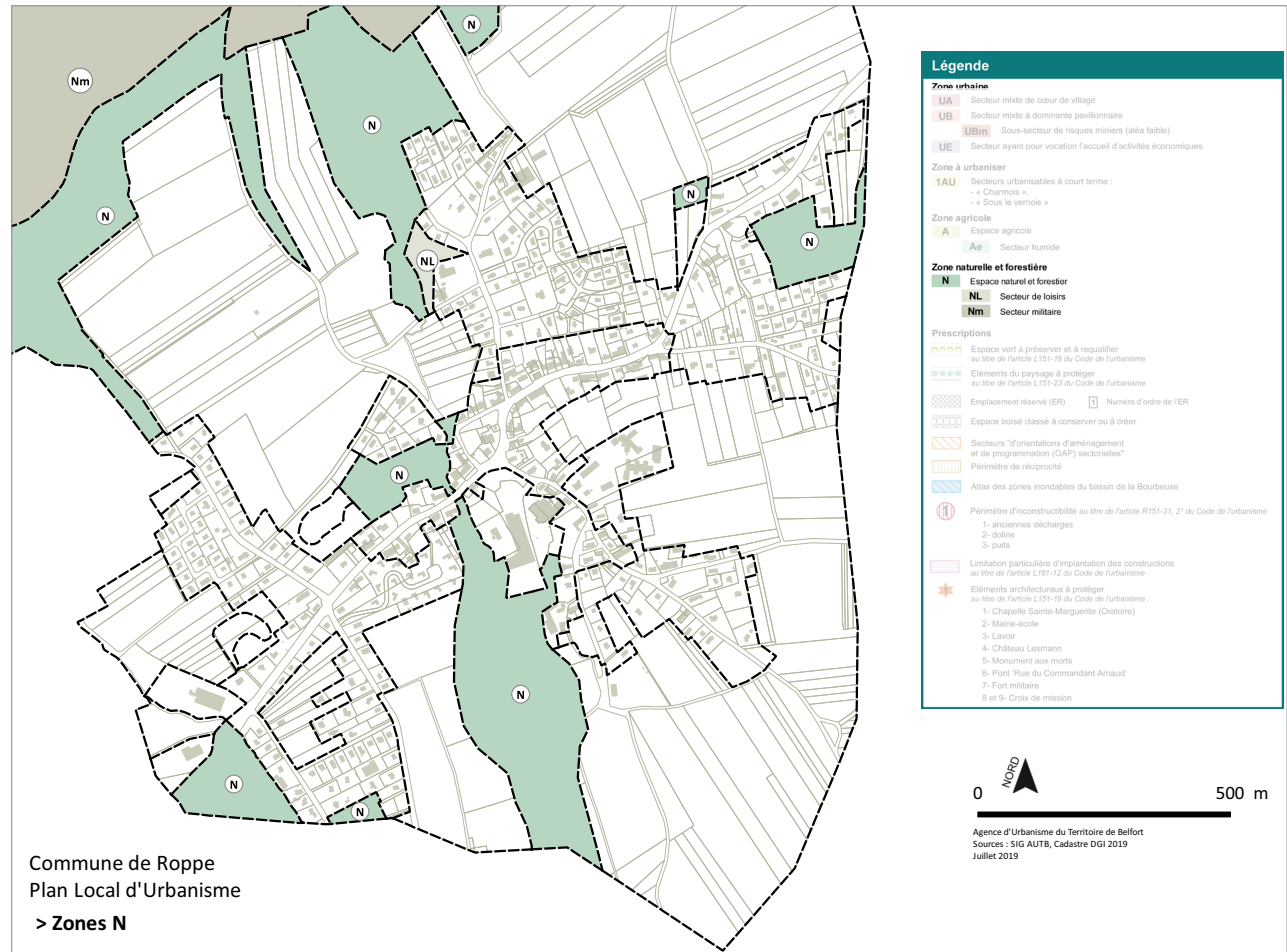 N
Nm
N
N
N
N
NL
N
N
N
N
Commune de Roppe
Plan Local d'Urbanisme
> Zones N
Légende
Zone urbaine
UA Secteur mixte de cœur de village
UB Secteur mixte à dominante pavillonnaire
UBm Sous-secteur de risques miniers (aléa faible)
UE Secteur ayant pour vocation l'accueil d'activités économiques
Zone à urbaniser
1AU Secteurs urbanisables à court terme :
- « Charmois »,
- « Sous le vernois »
Zone agricole
A Espace agricole
Ae Secteur humide
Zone naturelle et forestière
N Espace naturel et forestier
NL Secteur de loisirs
Nm Secteur militaire
Prescriptions
Espace vert à préserver et à requalifier
au titre de l'article L151-19 du Code de l'urbanisme
Eléments du paysage à protéger
au titre de l'article L151-23 du Code de l'urbanisme
Emplacement réservé (ER) 1 Numéro d'ordre de l'ER
Espace boisé classé à conserver ou à créer
Secteurs "d'orientations d'aménagement
et de programmation (OAP) sectorielles"
Périmètre de réciprocité
Atlas des zones inondables du bassin de la Bourbeuse
1 Périmètre d'inconstructibilité au titre de l'article R151-31, 2° du Code de l'urbanisme
1- anciennes décharges
2- doline
3- puits
Limitation particulière d'implantation des constructions
au titre de l'article L151-12 du Code de l'urbanisme
Eléments architecturaux à protéger
au titre de l'article L151-19 du Code de l'urbanisme :
1- Chapelle Sainte-Marguerite (Oratoire)
2- Mairie-école
3- Lavoir
4- Château Lesmann
5- Monument aux morts
6- Pont 'Rue du Commandant Arnaud'
7- Fort militaire
8 et 9- Croix de mission
NORD
0 500 m
Agence d'Urbanisme du Territoire de Belfort
Sources : SIG AUTB, Cadastre DGI 2019
Juillet 2019